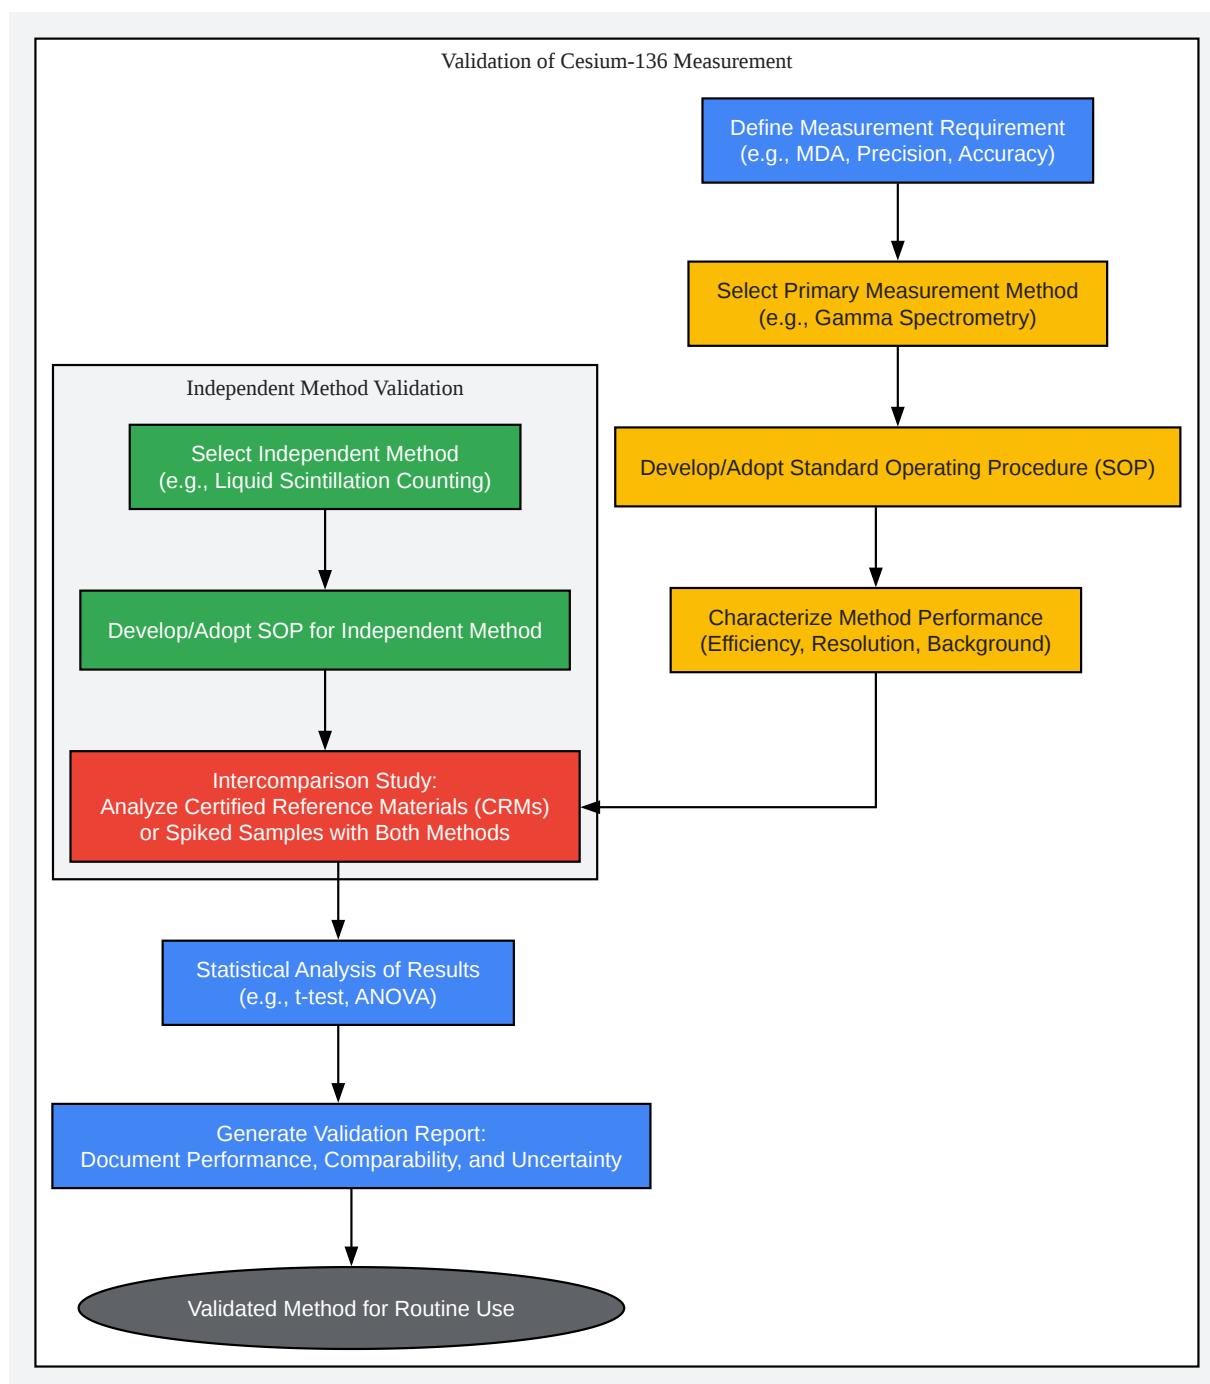 Validation of Cesium-136 Measurement
Define Measurement Requirement
(e.g., MDA, Precision, Accuracy)
Select Primary Measurement Method
(e.g., Gamma Spectrometry)
Develop/Adopt Standard Operating Procedure (SOP)
Characterize Method Performance
(Efficiency, Resolution, Background)
Independent Method Validation
Select Independent Method
(e.g., Liquid Scintillation Counting)
Develop/Adopt SOP for Independent Method
Intercomparison Study:
Analyze Certified Reference Materials (CRMs)
or Spiked Samples with Both Methods
Statistical Analysis of Results
(e.g., t-test, ANOVA)
Generate Validation Report:
Document Performance, Comparability, and Uncertainty
Validated Method for Routine Use